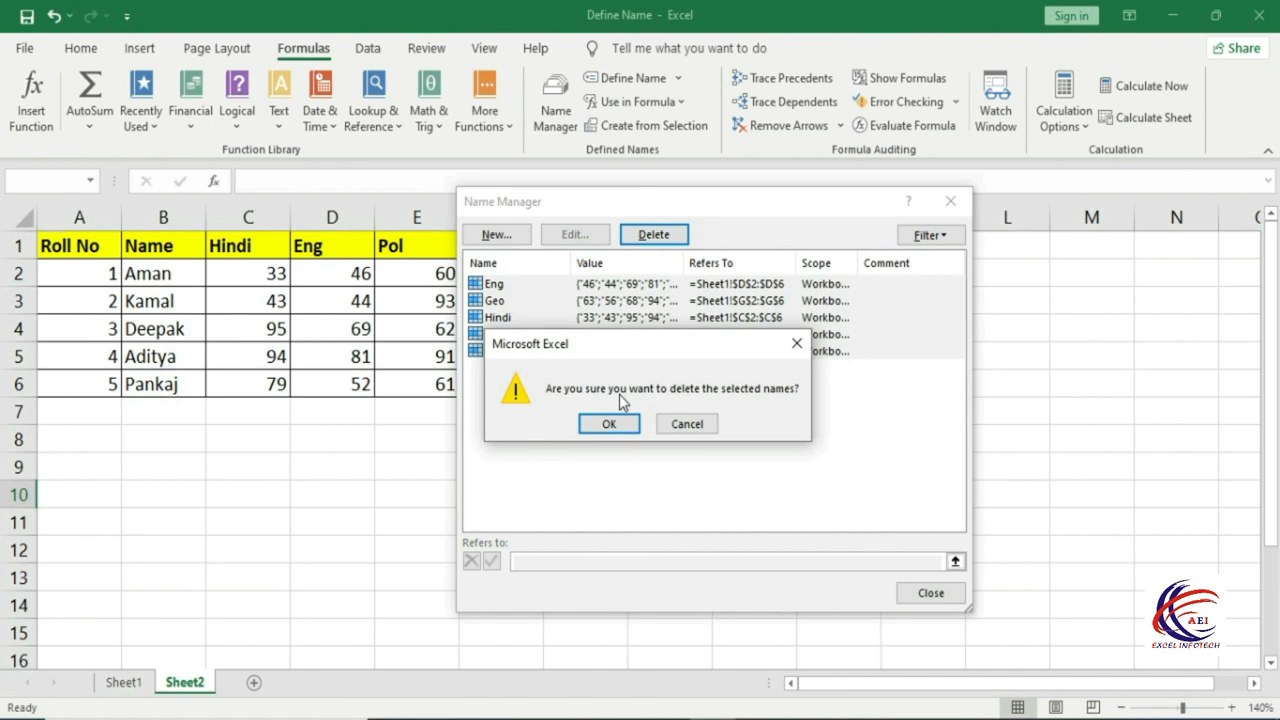 Define Name - Excel
Sign in
File Home Insert Page Layout Formulas Data Review View Help Tell me what you want to do Share
Insert Function
AutoSum
Recently Used
Financial
Logical
Text
Date & Time
Lookup & Reference
Math & Trig
More Functions
Function Library
Name Manager
Define Name
Use in Formula
Create from Selection
Defined Names
Trace Precedents
Trace Dependents
Remove Arrows
Show Formulas
Error Checking
Evaluate Formula
Formula Auditing
Watch Window
Calculation Options
Calculate Now
Calculate Sheet
Calculation
fx
A B C D E L M N
1 Roll No Name Hindi Eng Pol
2 1 Aman 33 46 60
3 2 Kamal 43 44 93
4 3 Deepak 95 69 62
5 4 Aditya 94 81 91
6 5 Pankaj 79 52 61
7
8
9
10
11
12
13
14
15
16
Name Manager ?
New... Edit... Delete Filter
Name Value Refers To Scope Comment
Eng {"46";"44";"69";"81";"... =Sheet1!$D$2:$D$6 Workbo...
Geo {"63";"56";"68";"94";"... =Sheet1!$G$2:$G$6 Workbo...
Hindi {"33";"43";"95";"94";"... =Sheet1!$C$2:$C$6 Workbo...
orkbo...
orkbo...
Microsoft Excel
Are you sure you want to delete the selected names?
OK Cancel
Refers to:
Close
AEI
EXCEL INFOTECH
Sheet1 Sheet2
Ready 140%